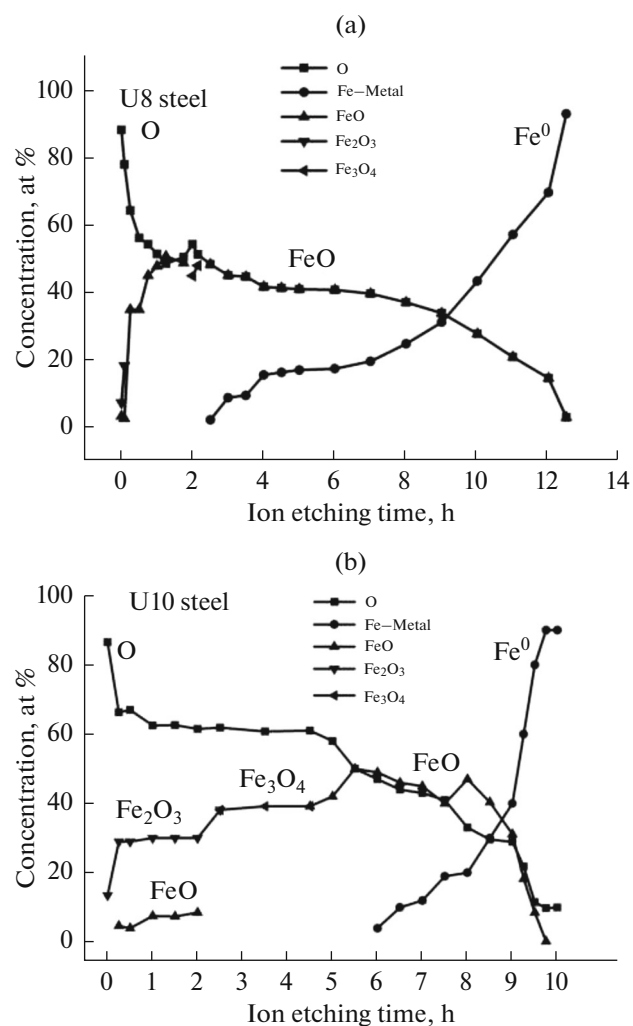 (a)
100
80
60
40
20
0
Concentration, at %
U8 steel
O
O
Fe–Metal
FeO
Fe₂O₃
Fe₃O₄
Fe⁰
FeO
0 2 4 6 8 10 12 14
Ion etching time, h
(b)
100
80
60
40
20
0
Concentration, at %
U10 steel
O
O
Fe–Metal
FeO
Fe₂O₃
Fe₃O₄
Fe⁰
FeO
Fe₃O₄
Fe₂O₃
FeO
0 1 2 3 4 5 6 7 8 9 10
Ion etching time, h